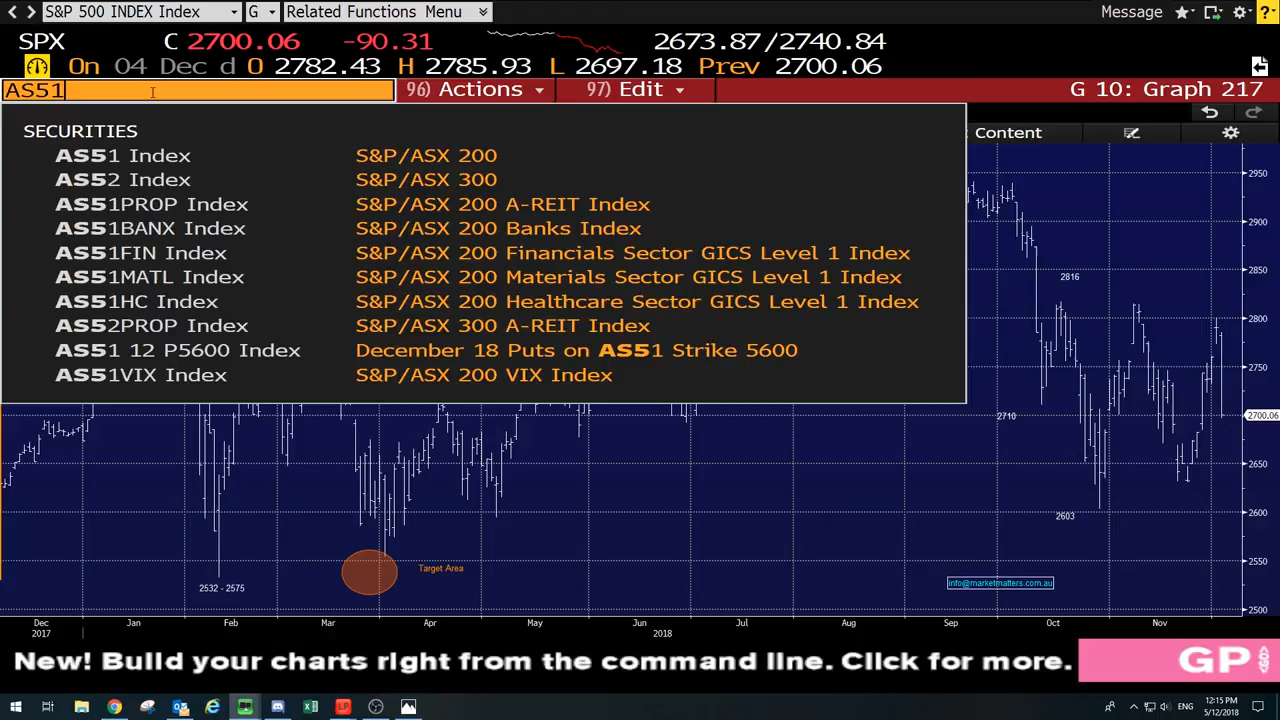 S&P 500 INDEX Index G Related Functions Menu Message
SPX C 2700.06 -90.31 2673.87/2740.84
On 04 Dec d O 2782.43 H 2785.93 L 2697.18 Prev 2700.06
AS51 96) Actions 97) Edit G 10: Graph 217
SECURITIES
Content
AS51 Index S&P/ASX 200
AS52 Index S&P/ASX 300
AS51PROP Index S&P/ASX 200 A-REIT Index
AS51BANX Index S&P/ASX 200 Banks Index
AS51FIN Index S&P/ASX 200 Financials Sector GICS Level 1 Index
AS51MATL Index S&P/ASX 200 Materials Sector GICS Level 1 Index
AS51HC Index S&P/ASX 200 Healthcare Sector GICS Level 1 Index
AS52PROP Index S&P/ASX 300 A-REIT Index
AS51 12 P5600 Index December 18 Puts on AS51 Strike 5600
AS51VIX Index S&P/ASX 200 VIX Index
2950
2900
2850
2816
2800
2750
2710
2700.06
2650
2603
2600
2550
2532 - 2575
Target Area
info@marketmatters.com.au
2500
Dec Jan Feb Mar Apr May Jun Jul Aug Sep Oct Nov
2017 2018
New! Build your charts right from the command line. Click for more. GP
ENG
12:15 PM
5/12/2018